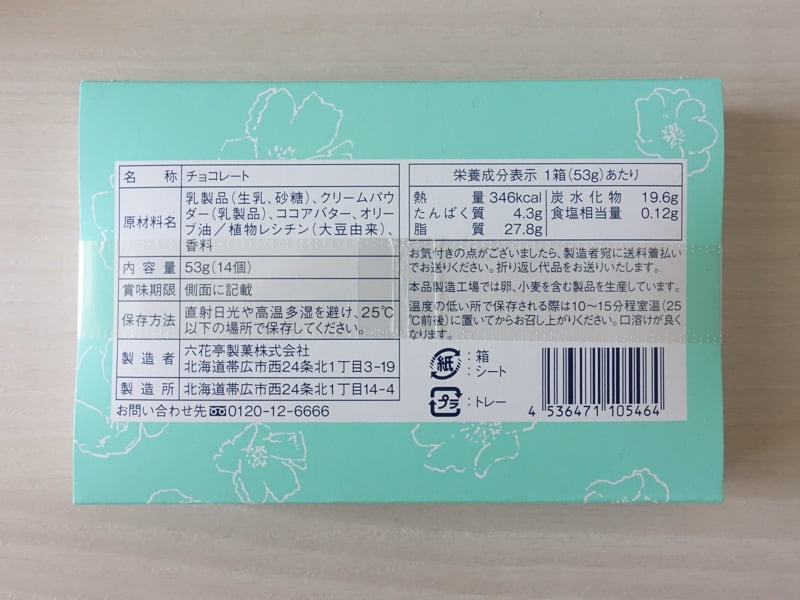 名称 チョコレート
原材料名 乳製品（生乳、砂糖）、クリームパウ
ダー（乳製品）、ココアバター、オリー
ブ油／植物レシチン（大豆由来）、
香料
内容量 53g（14個）
賞味期限 側面に記載
保存方法 直射日光や高温多湿を避け、25℃
以下の場所で保存してください。
製造者 六花亭製菓株式会社
北海道帯広市西24条北1丁目3-19
製造所 北海道帯広市西24条北1丁目14-4
お問い合わせ先 0120-12-6666
栄養成分表示 1箱（53g）あたり
熱量 346kcal 炭水化物 19.6g
たんぱく質 4.3g 食塩相当量 0.12g
脂質 27.8g
お気付きの点がございましたら、製造者宛に送料着払い
でお送りください。折り返し代品をお送りいたします。
本品製造工場では卵、小麦を含む製品を生産しています。
温度の低い所で保存される際は10～15分程室温（25
℃前後）に置いてからお召し上がりください。口溶けが良く
なります。
紙：箱
：シート
プラ：トレー
4 536471 105464